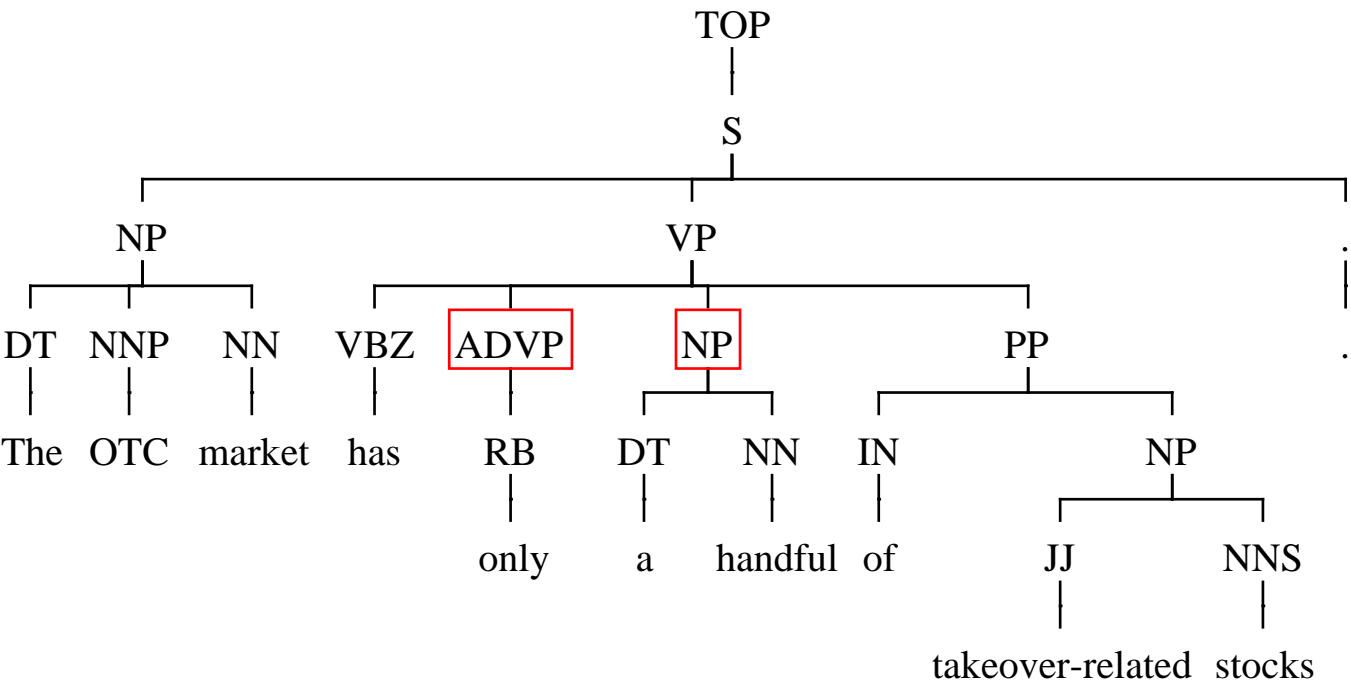 TOP
S
NP VP .
DT NNP NN VBZ ADVP NP PP .
The OTC market has RB DT NN IN NP
only a handful of JJ NNS
takeover-related stocks